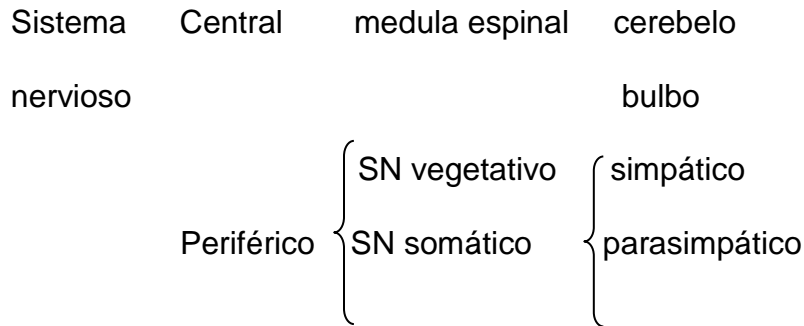 Sistema Central medula espinal cerebelo
nervioso bulbo
SN vegetativo simpático
Periférico SN somático parasimpático